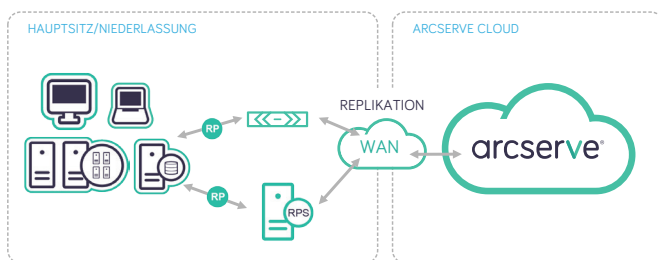 HAUPTSITZ/NIEDERLASSUNG
ARCSERVE CLOUD
REPLIKATION
RP
WAN
arcserve®
RP
RPS